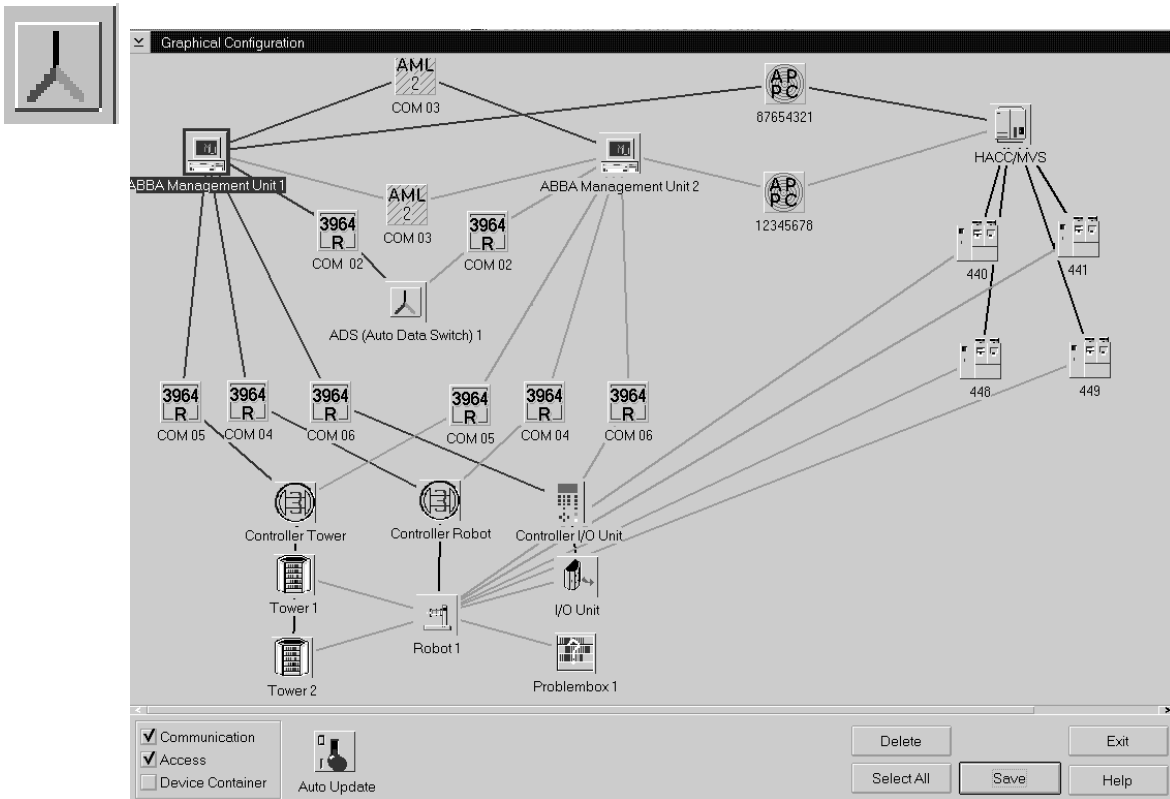 Graphical Configuration
AML
2
COM 03
AP
PC
87654321
HACC/MVS
ABBA Management Unit 1
ABBA Management Unit 2
AML
2
COM 03
AP
PC
12345678
3964
R
COM 02
3964
R
COM 02
440
441
ADS (Auto Data Switch) 1
448
449
3964
R
COM 05
3964
R
COM 04
3964
R
COM 06
3964
R
COM 05
3964
R
COM 04
3964
R
COM 06
Controller Tower
Controller Robot
Controller I/O Unit
Tower 1
I/O Unit
Robot 1
Tower 2
?
Problembox 1
Communication
Access
Device Container
Auto Update
Delete
Exit
Select All
Save
Help